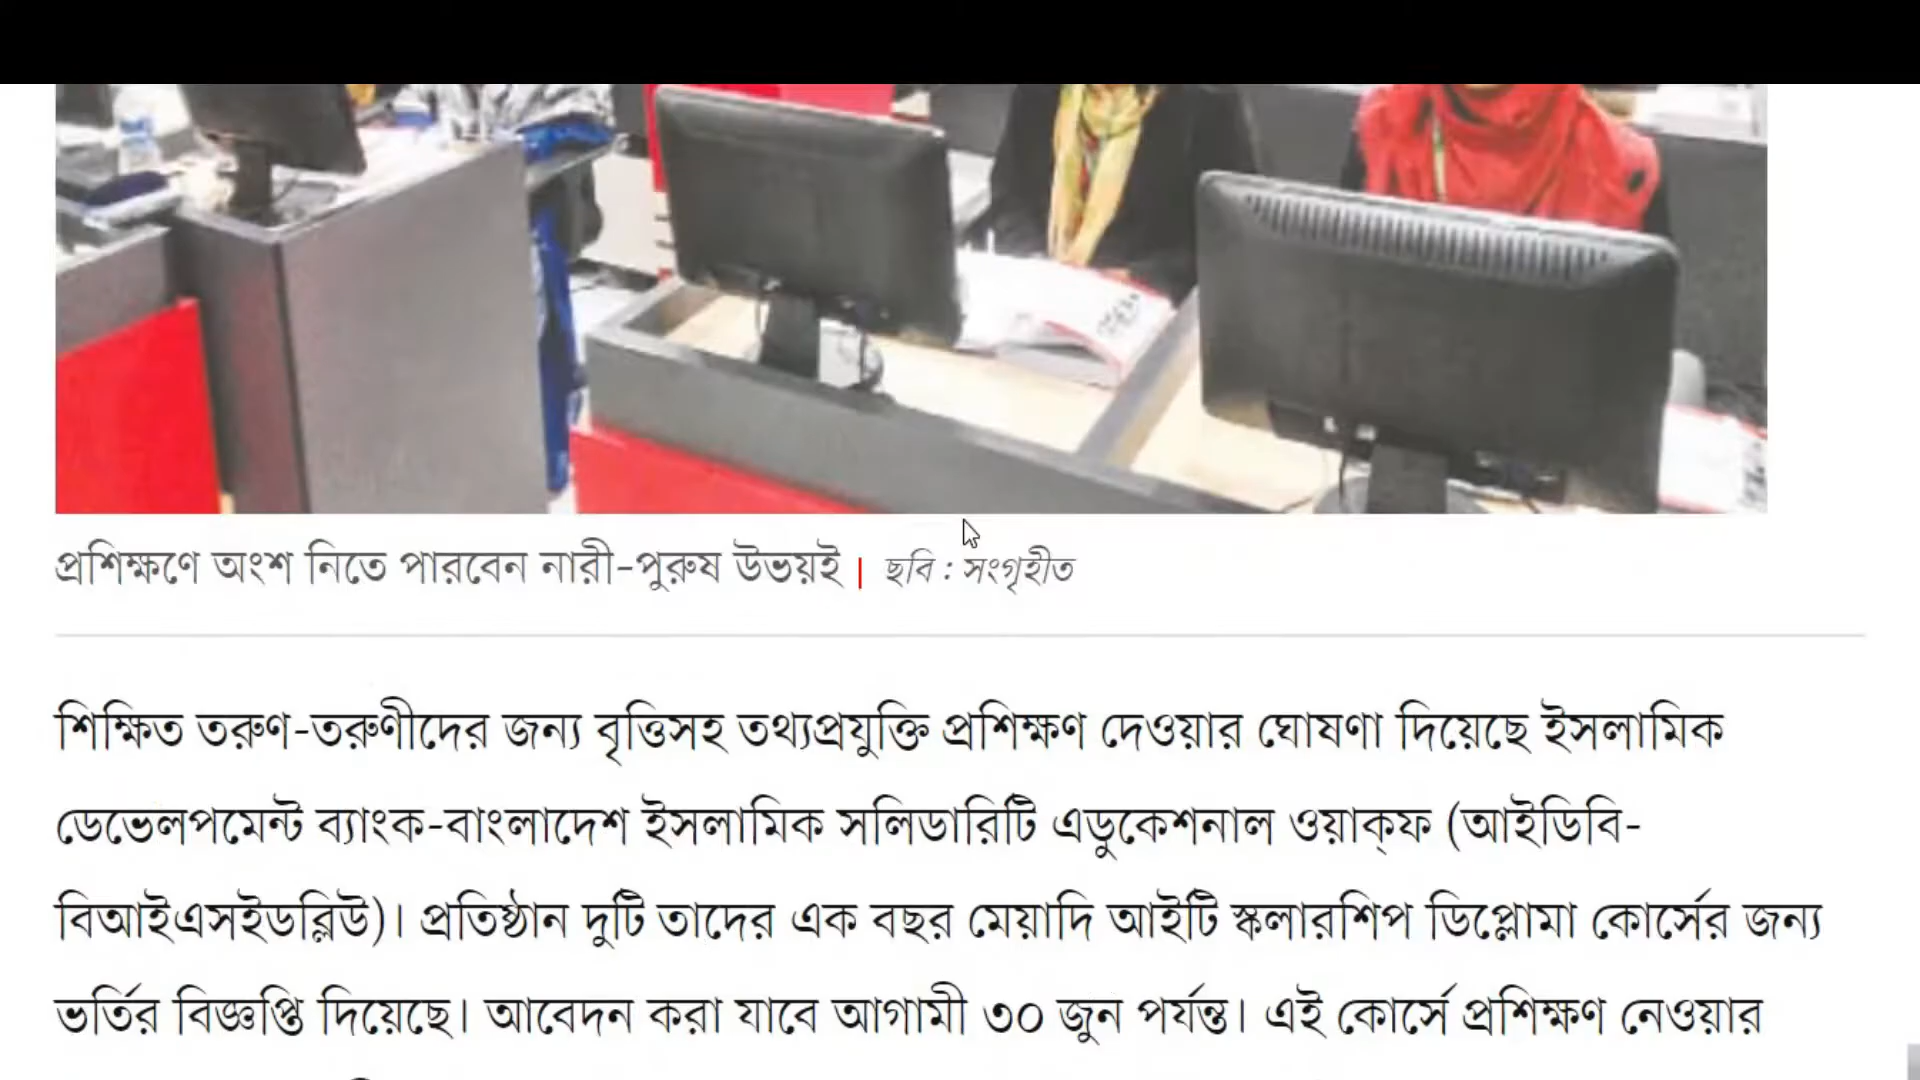 প্রশিক্ষণে অংশ নিতে পারবেন নারী-পুরুষ উভয়ই | ছবি : সংগৃহীত
শিক্ষিত তরুণ-তরুণীদের জন্য বৃত্তিসহ তথ্যপ্রযুক্তি প্রশিক্ষণ দেওয়ার ঘোষণা দিয়েছে ইসলামিক
ডেভেলপমেন্ট ব্যাংক-বাংলাদেশ ইসলামিক সলিডারিটি এডুকেশনাল ওয়াক্‌ফ (আইডিবি-
বিআইএসইডব্লিউ)। প্রতিষ্ঠান দুটি তাদের এক বছর মেয়াদি আইটি স্কলারশিপ ডিপ্লোমা কোর্সের জন্য
ভর্তির বিজ্ঞপ্তি দিয়েছে। আবেদন করা যাবে আগামী ৩০ জুন পর্যন্ত। এই কোর্সে প্রশিক্ষণ নেওয়ার